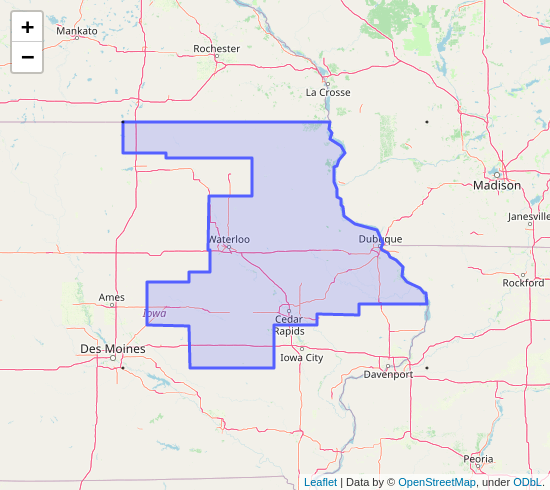 +
−
Mankato
Rochester
La Crosse
Madison
Janesville
Waterloo
Dubuque
Rockford
Ames
Iowa
Cedar
Rapids
Des Moines
Iowa City
Davenport
Peoria
Leaflet | Data by © OpenStreetMap, under ODbL.